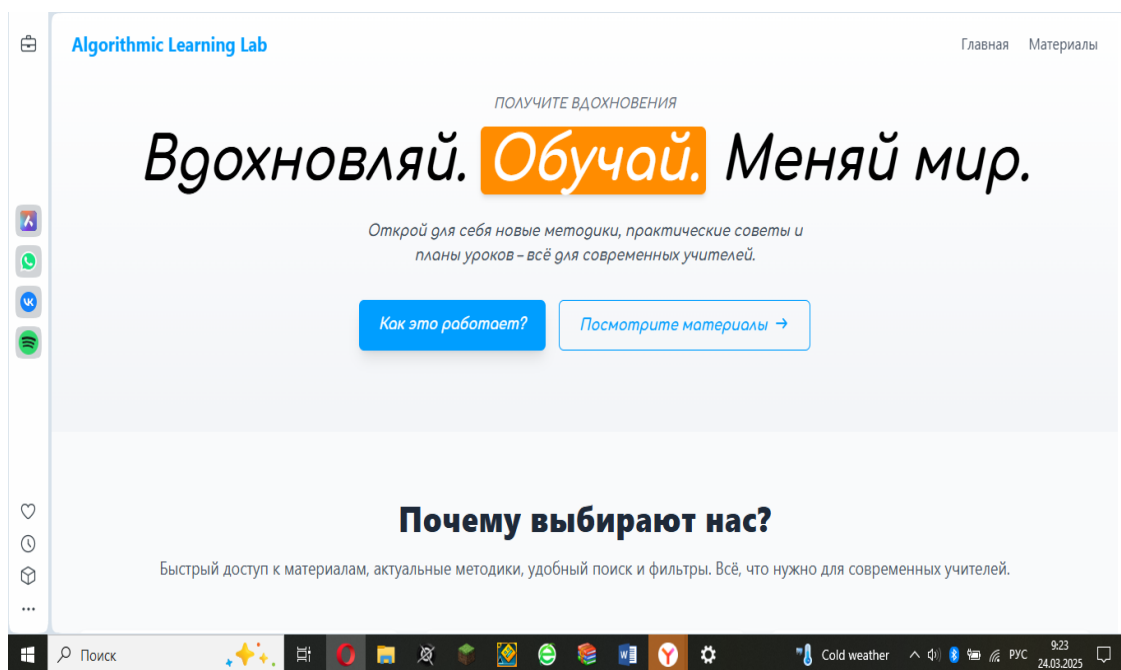 Algorithmic Learning Lab
Главная Материалы
ПОЛУЧИТЕ ВДОХНОВЕНИЯ
Вдохновляй. Обучай. Меняй мир.
Открой для себя новые методики, практические советы и
планы уроков – всё для современных учителей.
Как это работает? Посмотрите материалы →
Почему выбирают нас?
Быстрый доступ к материалам, актуальные методики, удобный поиск и фильтры. Всё, что нужно для современных учителей.
Поиск
Cold weather
РУС
9:23
24.03.2025